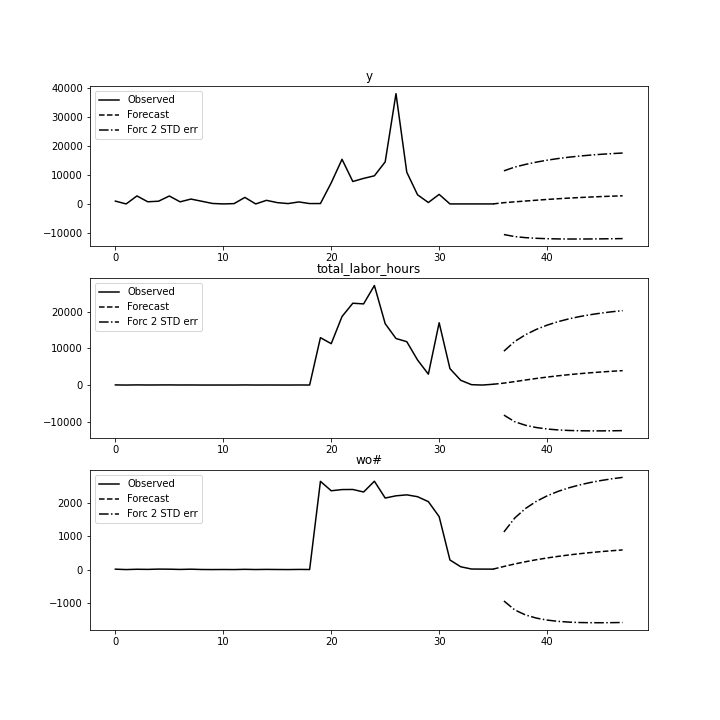 y
40000
30000
20000
10000
0
−10000
Observed
Forecast
Forc 2 STD err
0 10 20 30 40
total_labor_hours
20000
10000
0
−10000
Observed
Forecast
Forc 2 STD err
0 10 20 30 40
wo#
2000
1000
0
−1000
Observed
Forecast
Forc 2 STD err
0 10 20 30 40